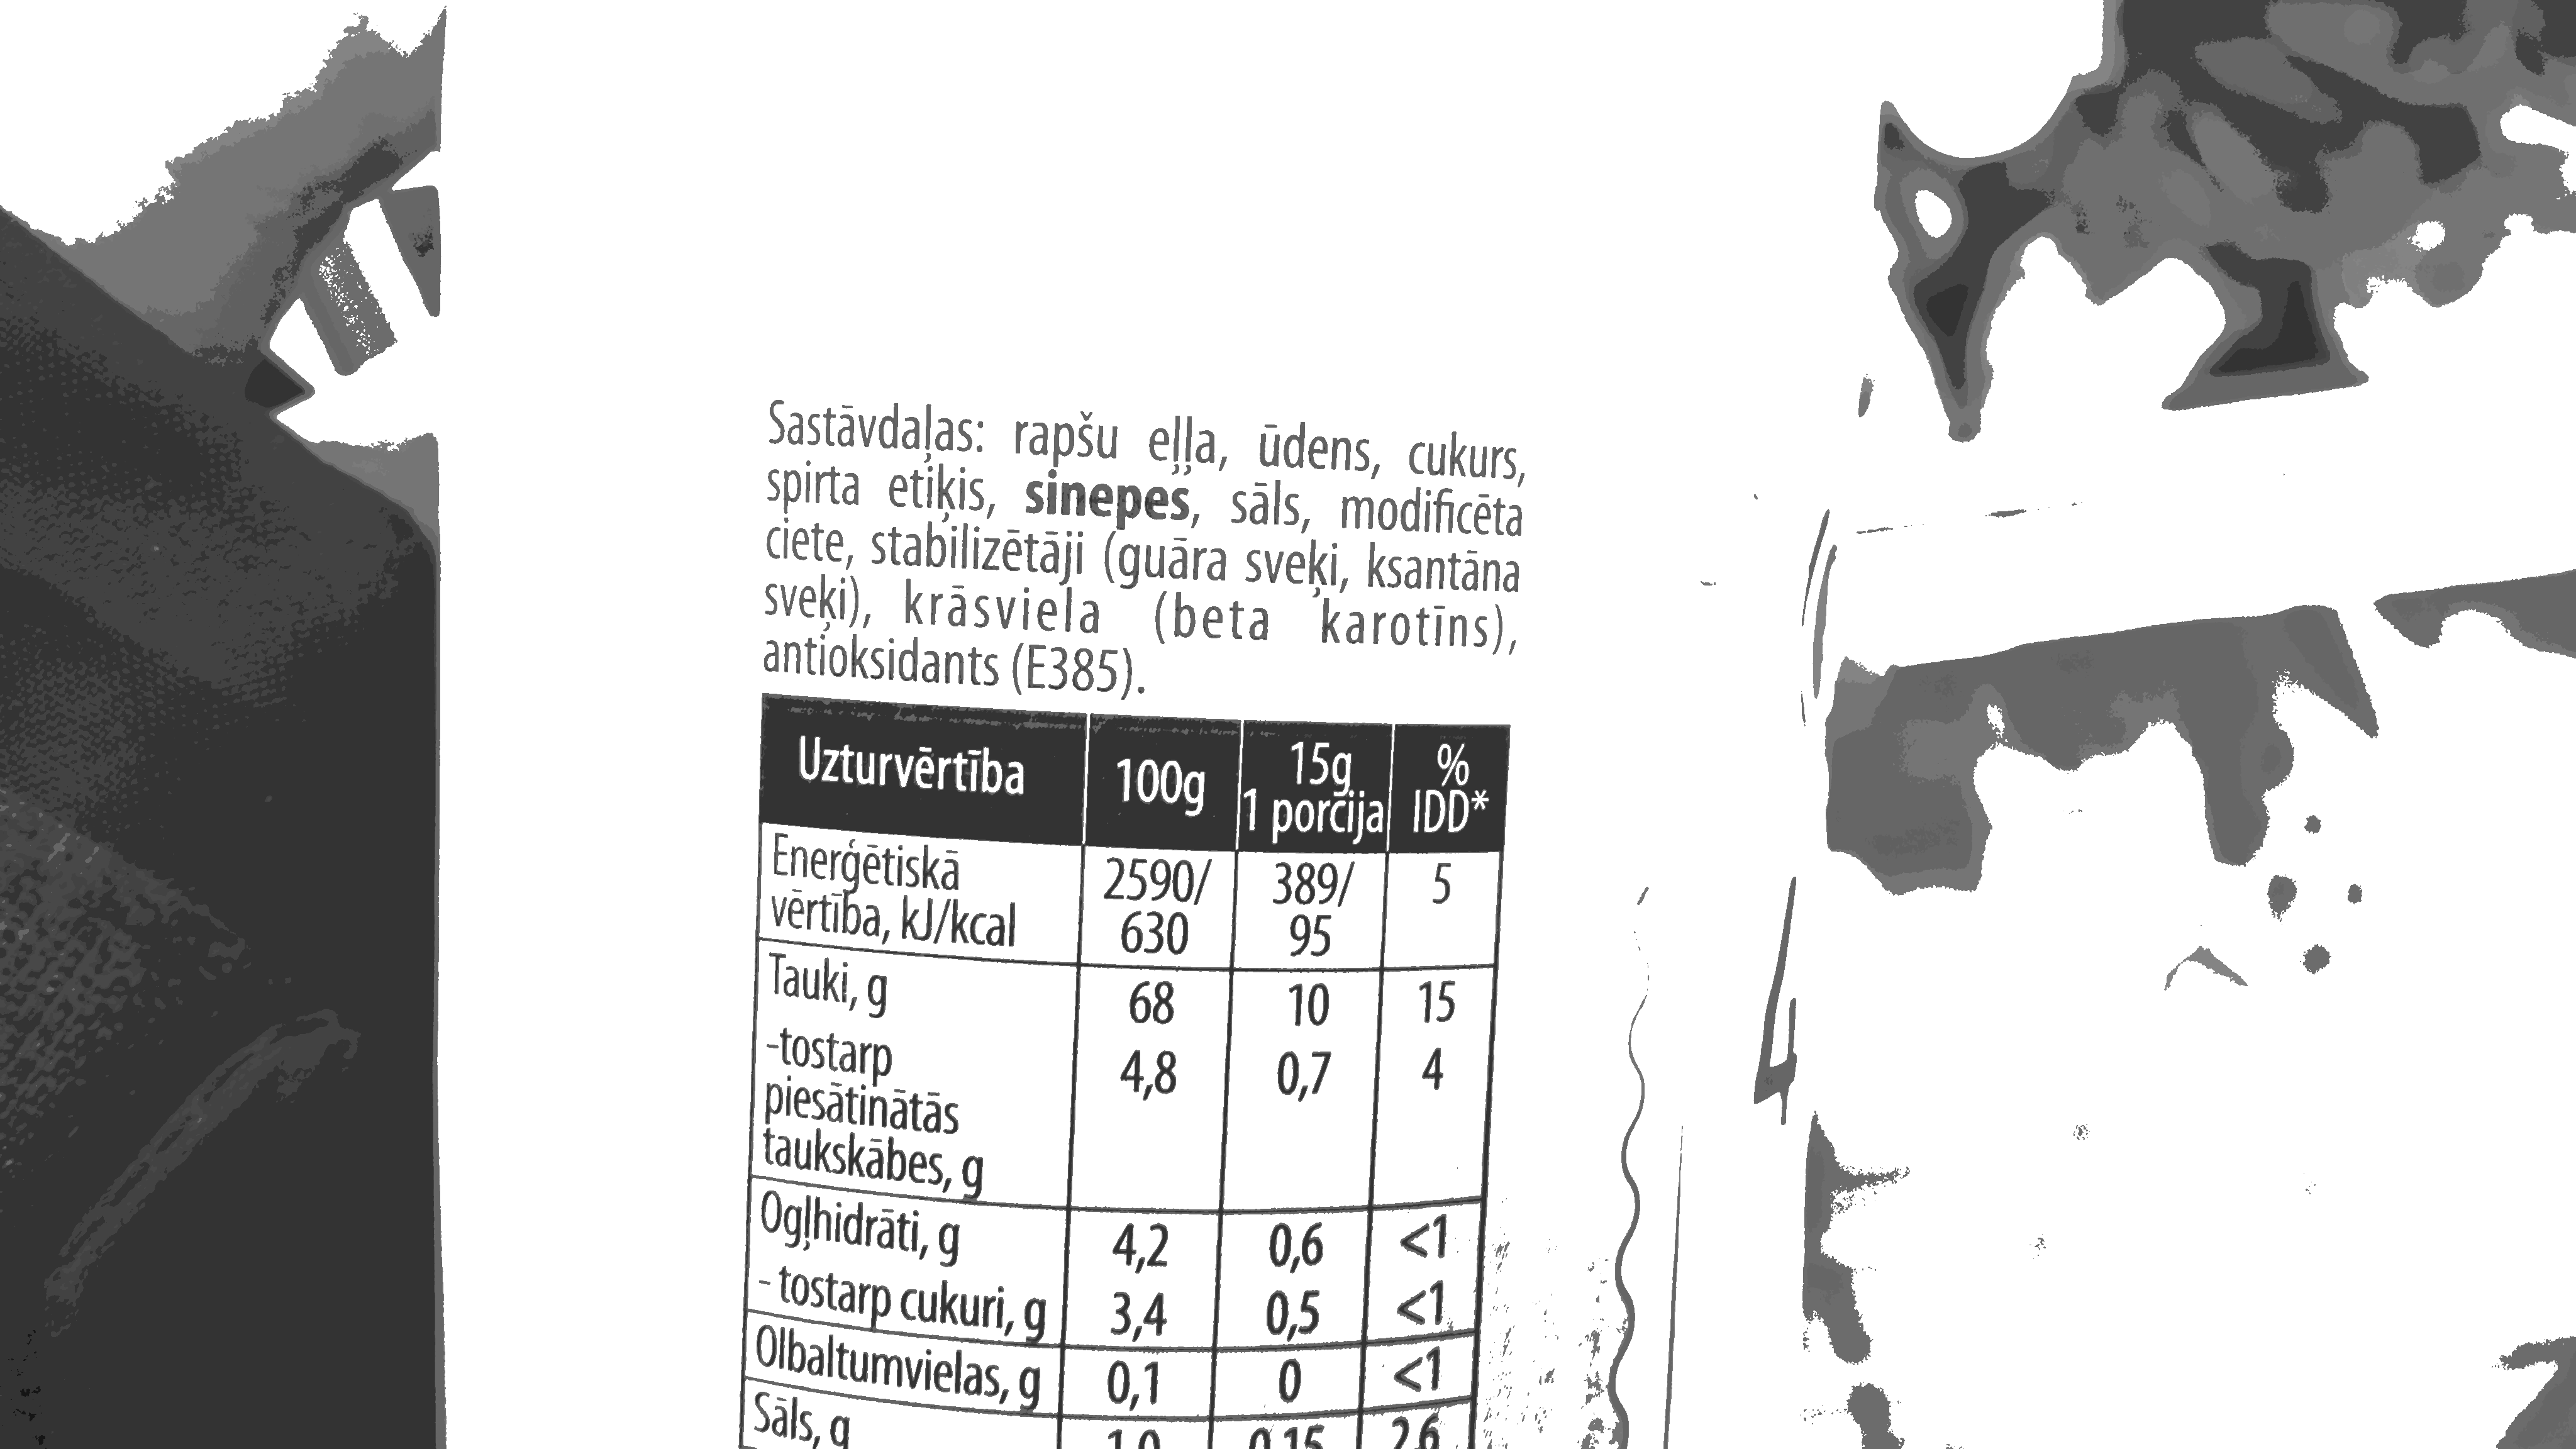 Sastāvdaļas: rapšu eļļa, ūdens, cukurs,
spirta etiķis, sinepes, sāls, modificēta
ciete, stabilizētāji (guāra sveķi, ksantāna
sveķi), krāsviela (beta karotīns),
antioksidants (E385).
Uzturvērtība 100g 15g 1 porcija % IDD*
Enerģētiskā vērtība, kJ/kcal 2590/ 630 389/ 95 5
Tauki, g 68 10 15
-tostarp piesātinātās taukskābes, g 4,8 0,7 4
Ogļhidrāti, g 4,2 0,6 <1
- tostarp cukuri, g 3,4 0,5 <1
Olbaltumvielas, g 0,1 0 <1
Sāls, g 0,15 2,6